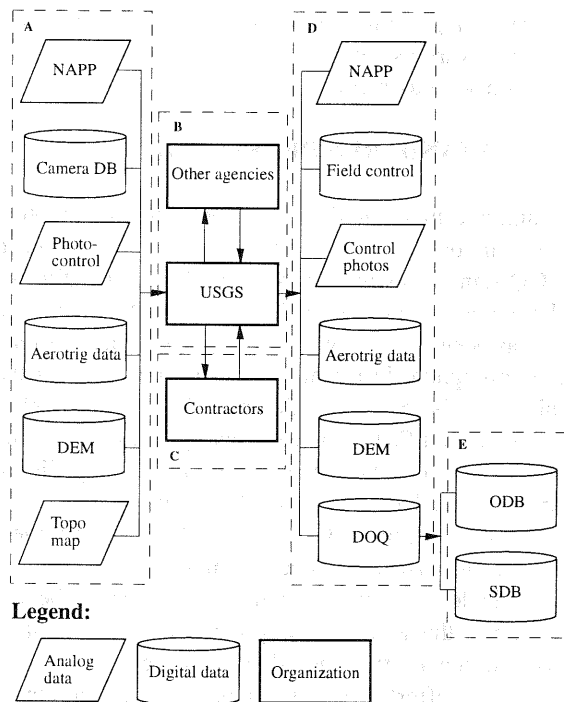 A
NAPP
Camera DB
Photo-
control
Aerotrig data
DEM
Topo
map
B
Other agencies
USGS
Contractors
C
D
NAPP
Field control
Control
photos
Aerotrig data
DEM
DOQ
E
ODB
SDB
Legend:
Analog
data
Digital data
Organization